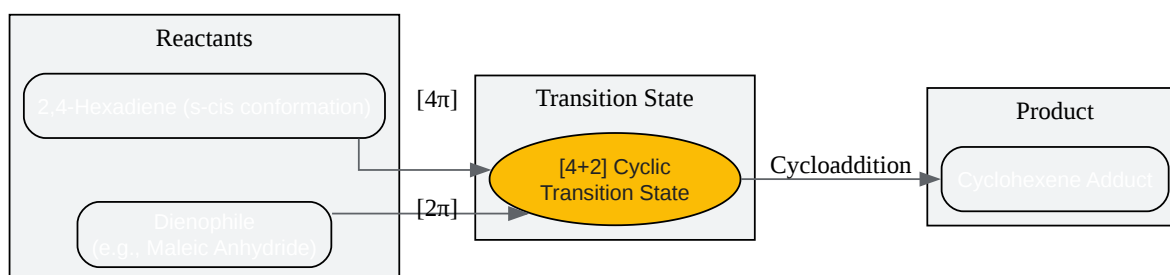 Reactants
2,4-Hexadiene (s-cis conformation)
Dienophile
(e.g., Maleic Anhydride)
[4π]
[2π]
Transition State
[4+2] Cyclic
Transition State
Cycloaddition
Product
Cyclohexene Adduct